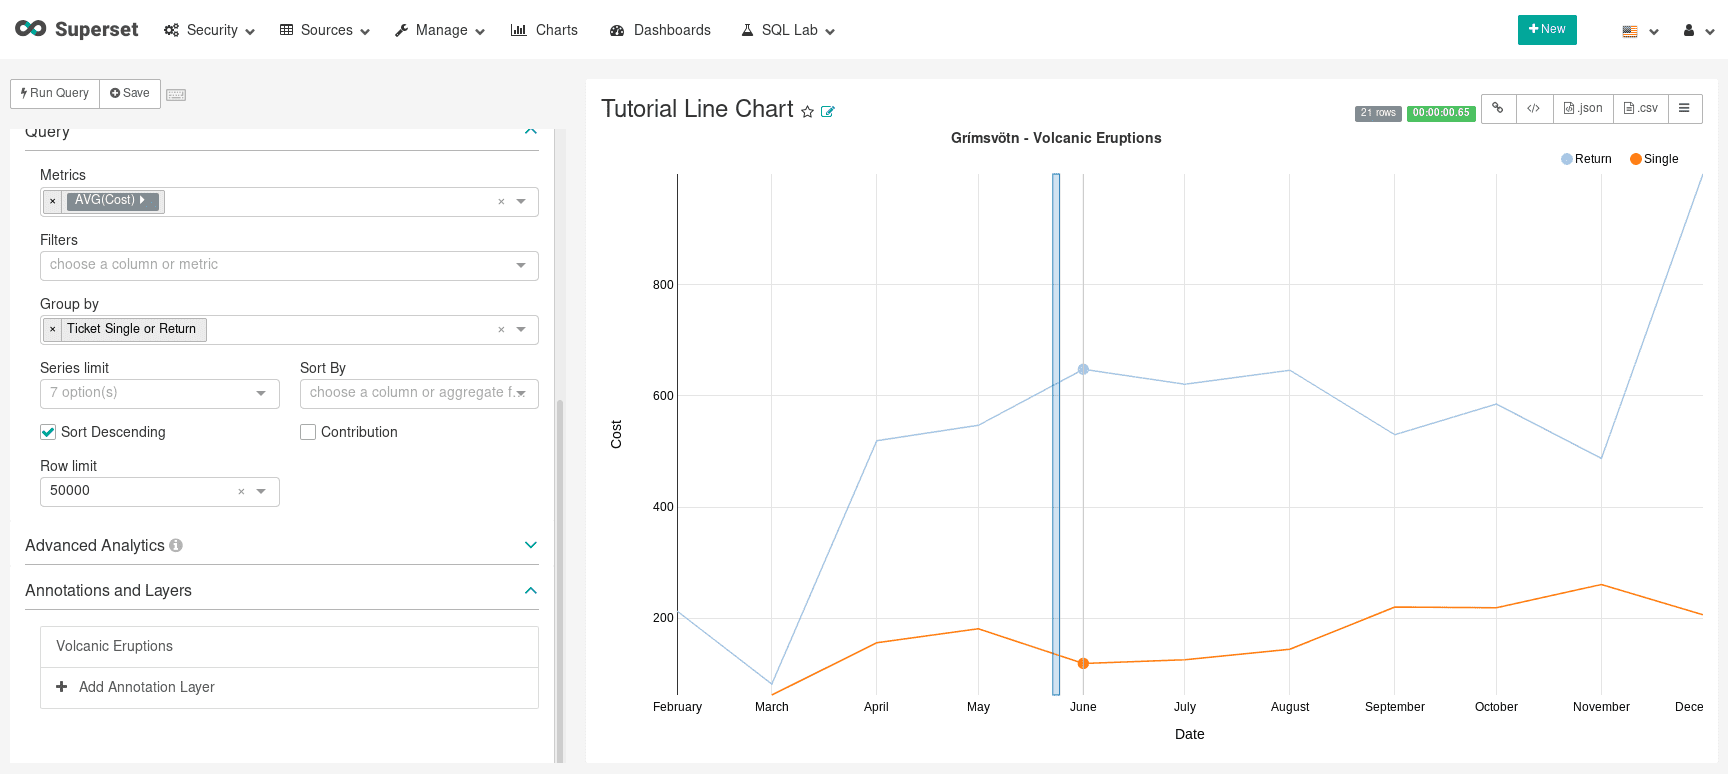 Superset Security Sources Manage Charts Dashboards SQL Lab New
Run Query Save
Query
Metrics
× AVG(Cost) ×
Filters
choose a column or metric
Group by
× Ticket Single or Return ×
Series limit Sort By
7 option(s) choose a column or aggregate f...
Sort Descending Contribution
Row limit
50000 ×
Advanced Analytics
Annotations and Layers
Volcanic Eruptions
Add Annotation Layer
Tutorial Line Chart
21 rows 00:00:00.65 </> .json .csv
Grímsvötn - Volcanic Eruptions
Return Single
800
600
400
200
Cost
February March April May June July August September October November Dece
Date